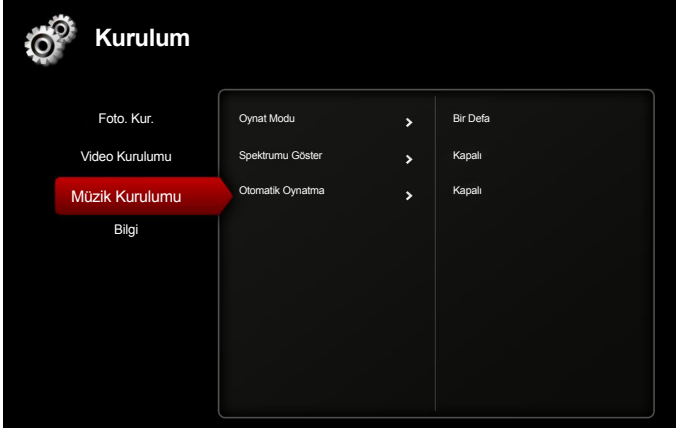 Kurulum
Foto. Kur.
Video Kurulumu
Müzik Kurulumu
Bilgi
Oynat Modu
Bir Defa
Spektrumu Göster
Kapalı
Otomatik Oynatma
Kapalı